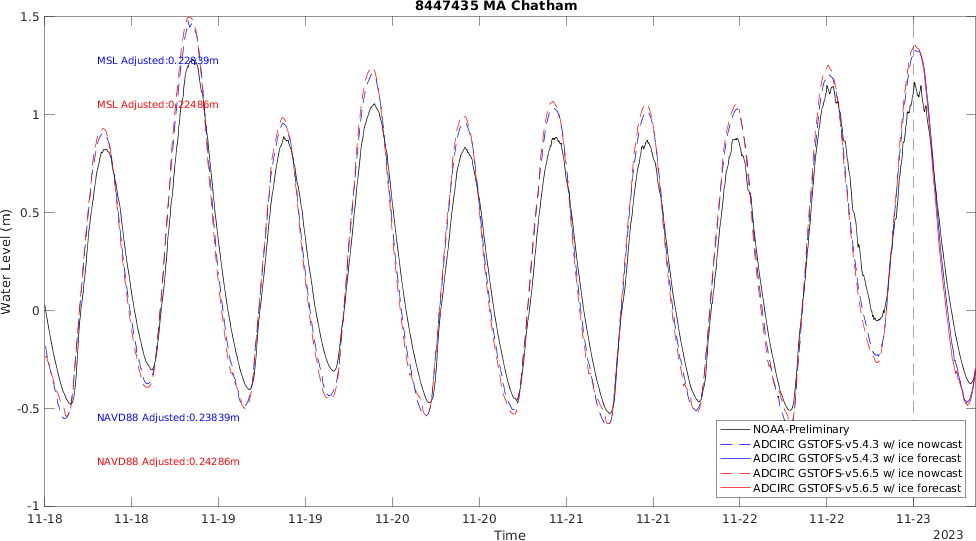 8447435 MA Chatham
1.5
1
0.5
0
-0.5
-1
Water Level (m)
MSL Adjusted:0.22039m
MSL Adjusted:0.22486m
NAVD88 Adjusted:0.23839m
NAVD88 Adjusted:0.24286m
NOAA-Preliminary
ADCIRC GSTOFS-v5.4.3 w/ ice nowcast
ADCIRC GSTOFS-v5.4.3 w/ ice forecast
ADCIRC GSTOFS-v5.6.5 w/ ice nowcast
ADCIRC GSTOFS-v5.6.5 w/ ice forecast
11-18 11-18 11-19 11-19 11-20 11-20 11-21 11-21 11-22 11-22 11-23
Time
2023